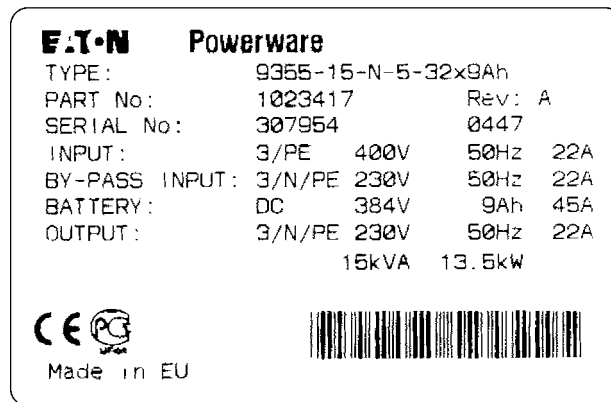 EATON Powerware
TYPE: 9355-15-N-5-32x9Ah
PART No: 1023417 Rev: A
SERIAL No: 307954 0447
INPUT: 3/PE 400V 50Hz 22A
BY-PASS INPUT: 3/N/PE 230V 50Hz 22A
BATTERY: DC 384V 9Ah 45A
OUTPUT: 3/N/PE 230V 50Hz 22A
15kVA 13.5kW
CE
Made in EU